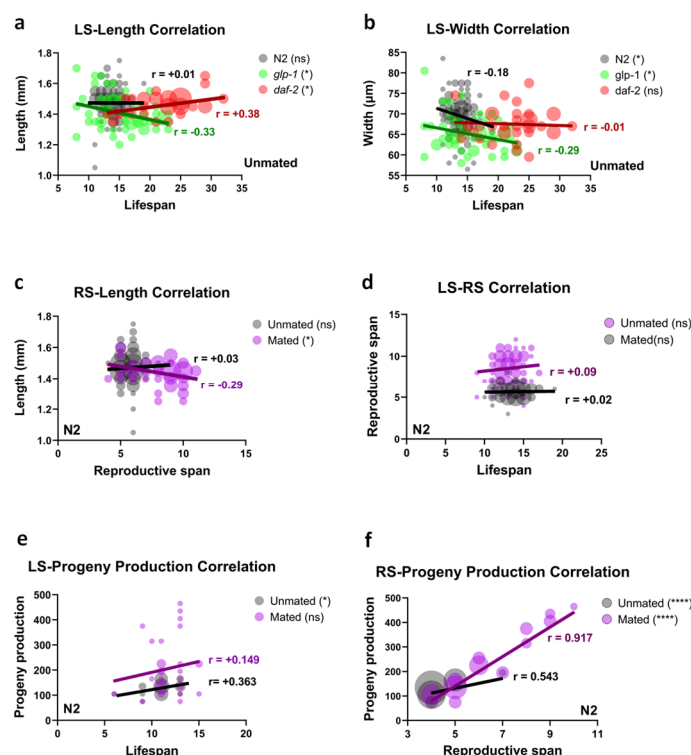 a
LS-Length Correlation
1.8
1.6
1.4
1.2
1.0
Length (mm)
5 10 15 20 25 30 35
Lifespan
r = +0.01
r = +0.38
r = -0.33
N2 (ns)
glp-1 (*)
daf-2 (*)
Unmated
b
LS-Width Correlation
85
80
75
70
65
60
55
Width (µm)
5 10 15 20 25 30 35
Lifespan
r = -0.18
r = -0.01
r = -0.29
N2 (*)
glp-1 (*)
daf-2 (ns)
Unmated
c
RS-Length Correlation
1.8
1.6
1.4
1.2
1.0
Length (mm)
0 5 10 15
Reproductive span
r = +0.03
r = -0.29
Unmated (ns)
Mated (*)
N2
d
LS-RS Correlation
15
10
5
0
Reproductive span
0 5 10 15 20 25
Lifespan
r = +0.09
r = +0.02
Unmated (ns)
Mated(ns)
N2
e
LS-Progeny Production Correlation
500
400
300
200
100
0
Progeny production
0 5 10 15 20
Lifespan
r = +0.149
r= +0.363
Unmated (*)
Mated (ns)
N2
f
RS-Progeny Production Correlation
500
400
300
200
100
0
Progeny production
3 5 7 9 11
Reproductive span
r = 0.917
r = 0.543
Unmated (****)
Mated (****)
N2